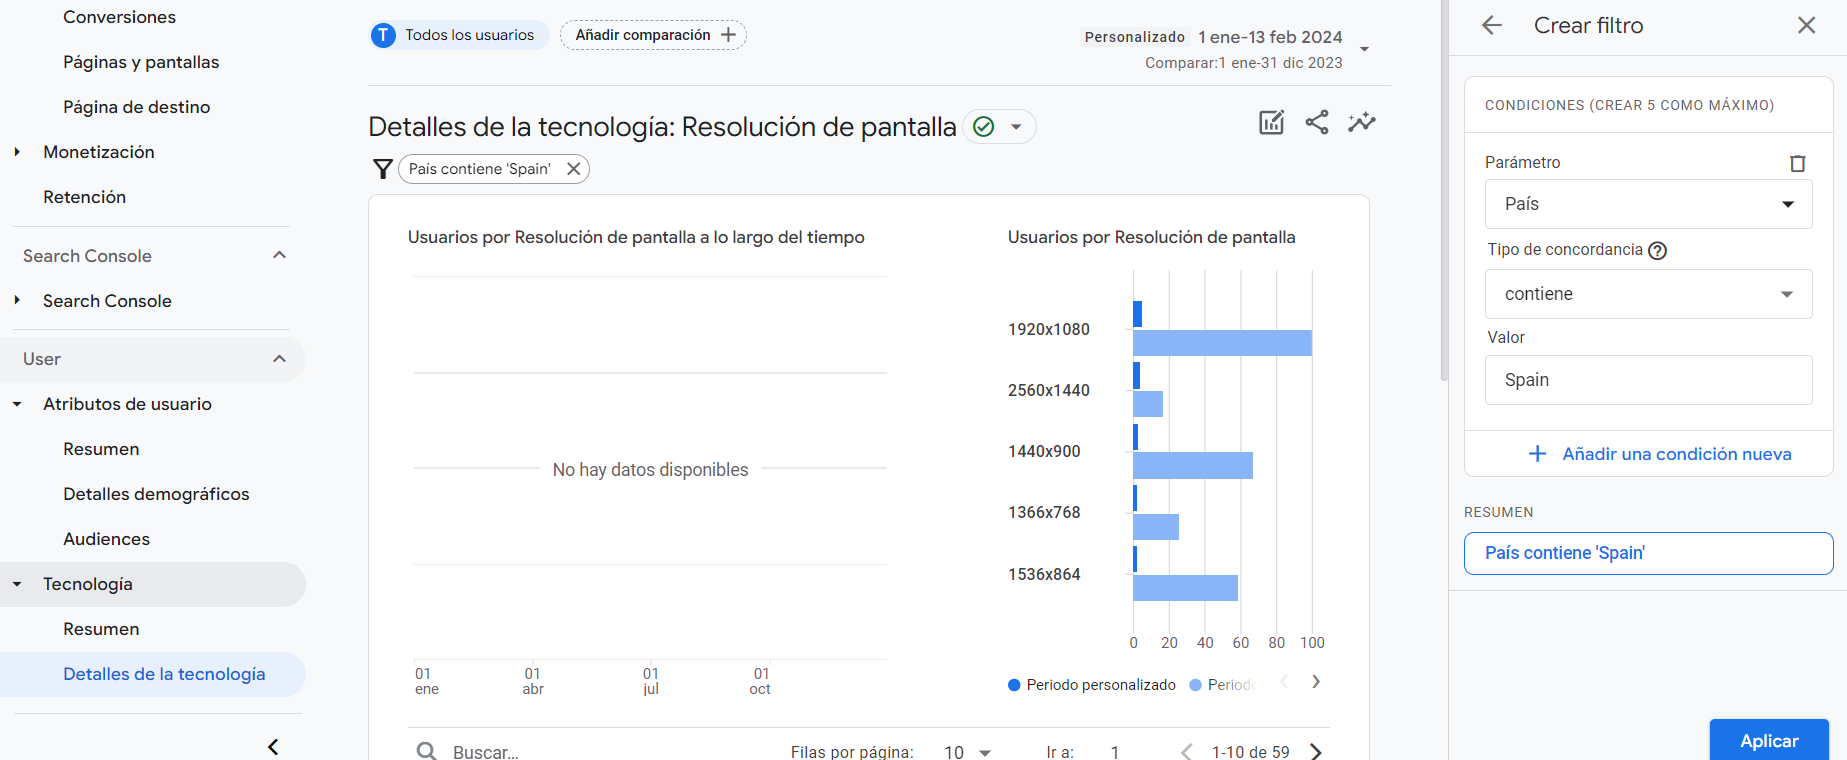 Conversiones
Páginas y pantallas
Página de destino
Monetización
Retención
Search Console
Search Console
User
Atributos de usuario
Resumen
Detalles demográficos
Audiences
Tecnología
Resumen
Detalles de la tecnología
T Todos los usuarios
Añadir comparación
Personalizado 1 ene-13 feb 2024
Comparar:1 ene-31 dic 2023
Detalles de la tecnología: Resolución de pantalla
País contiene 'Spain'
Usuarios por Resolución de pantalla a lo largo del tiempo
No hay datos disponibles
01 ene
01 abr
01 jul
01 oct
Usuarios por Resolución de pantalla
1920x1080
2560x1440
1440x900
1366x768
1536x864
0 20 40 60 80 100
Periodo personalizado
Buscar...
Filas por página: 10 Ir a: 1 1-10 de 59
Crear filtro
CONDICIONES (CREAR 5 COMO MÁXIMO)
Parámetro
País
Tipo de concordancia
contiene
Valor
Spain
Añadir una condición nueva
RESUMEN
País contiene 'Spain'
Aplicar